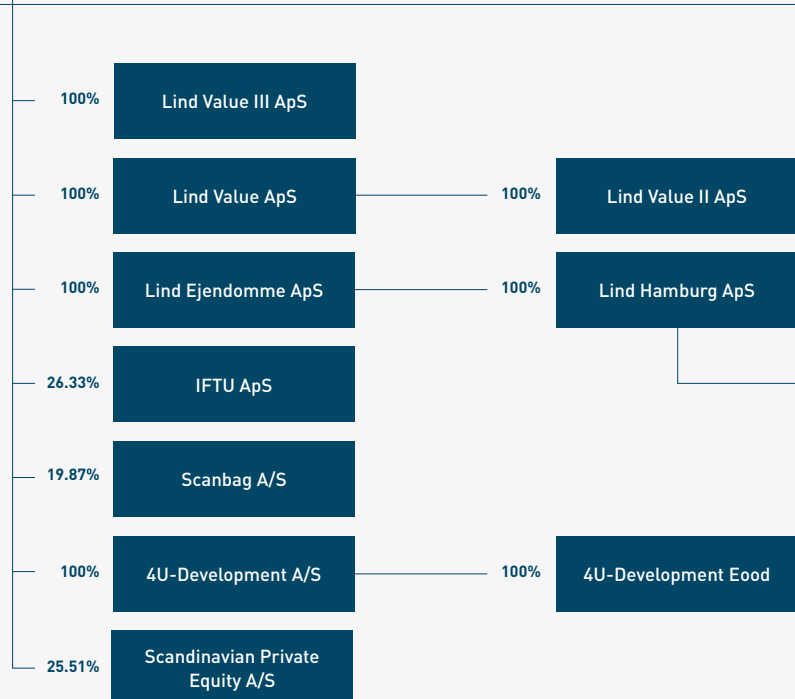 100%
Lind Value III ApS
100%
Lind Value ApS
100%
Lind Value II ApS
100%
Lind Ejendomme ApS
100%
Lind Hamburg ApS
26.33%
IFTU ApS
19.87%
Scanbag A/S
100%
4U-Development A/S
100%
4U-Development Eood
25.51%
Scandinavian Private
Equity A/S